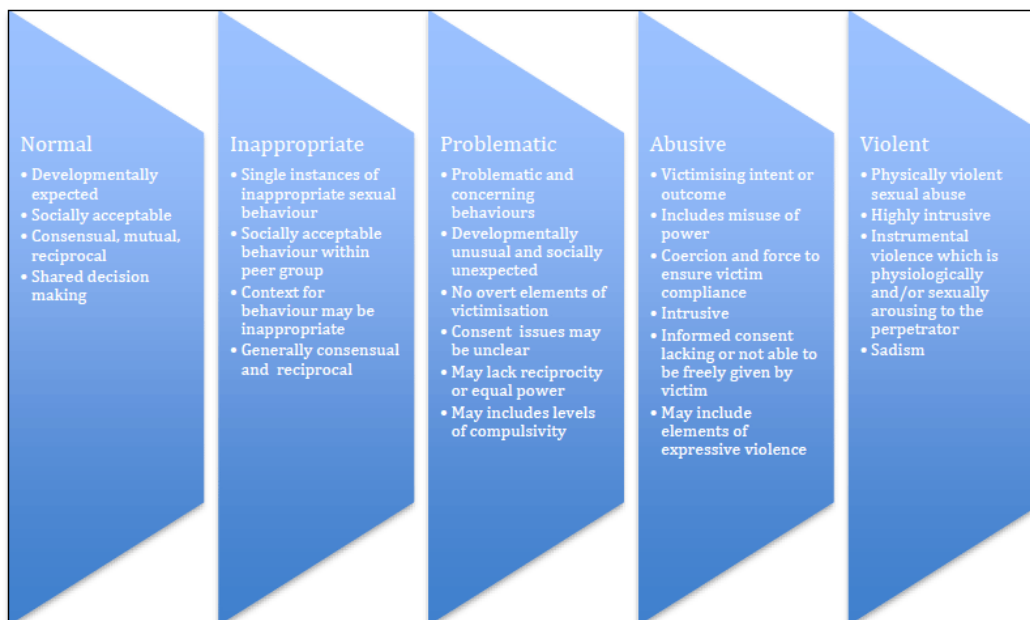 Normal
• Developmentally
expected
• Socially acceptable
• Consensual, mutual,
reciprocal
• Shared decision
making
Inappropriate
• Single instances of
inappropriate sexual
behaviour
• Socially acceptable
behaviour within
peer group
• Context for
behaviour may be
inappropriate
• Generally consensual
and reciprocal
Problematic
• Problematic and
concerning
behaviours
• Developmentally
unusual and socially
unexpected
• No overt elements of
victimisation
• Consent issues may
be unclear
• May lack reciprocity
or equal power
• May includes levels
of compulsivity
Abusive
• Victimising intent or
outcome
• Includes misuse of
power
• Coercion and force to
ensure victim
compliance
• Intrusive
• Informed consent
lacking or not able to
be freely given by
victim
• May include
elements of
expressive violence
Violent
• Physically violent
sexual abuse
• Highly intrusive
• Instrumental
violence which is
physiologically
and/or sexually
arousing to the
perpetrator
• Sadism